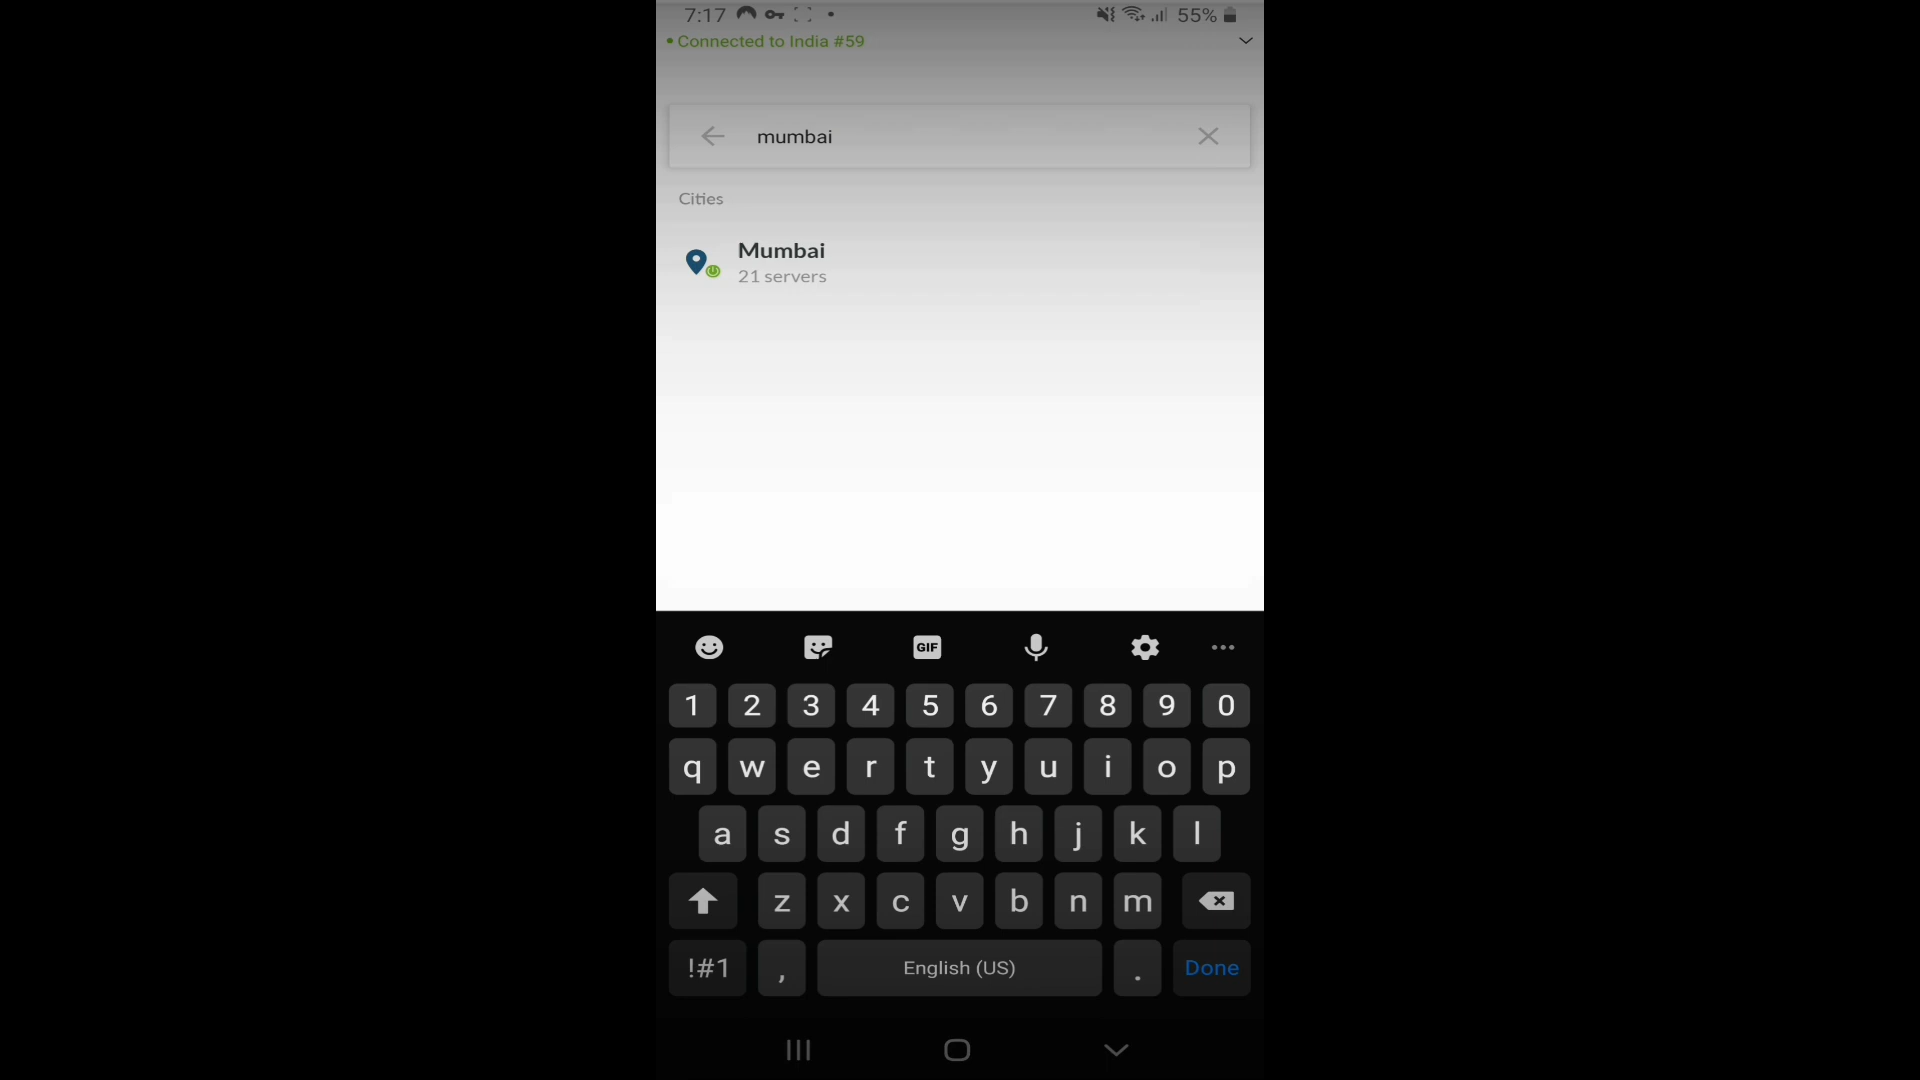 7:17 55%
• Connected to India #59
mumbai
Cities
Mumbai
21 servers
GIF
1 2 3 4 5 6 7 8 9 0
q w e r t y u i o p
a s d f g h j k l
z x c v b n m
!#1 , English (US) . Done